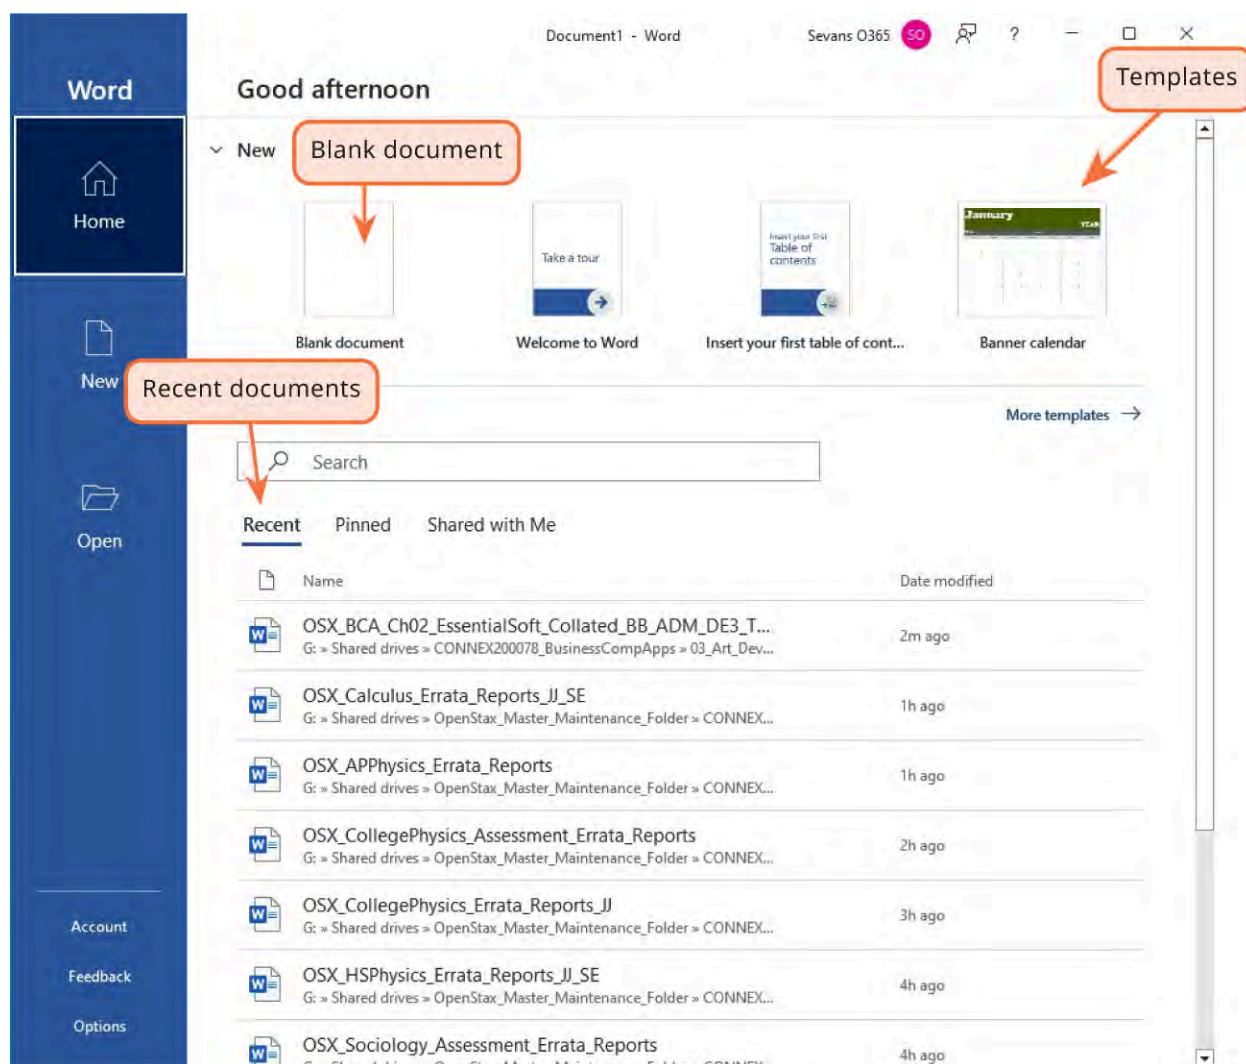 Document1 - Word
Sevans O365
SO
?
Templates
Word
Good afternoon
New
Blank document
Home
January
YEAR
Take a tour
Insert your first
Table of
contents
Blank document
Welcome to Word
Insert your first table of cont...
Banner calendar
New
Recent documents
More templates
Search
Open
Recent
Pinned
Shared with Me
Name
Date modified
OSX_BCA_Ch02_EssentialSoft_Collated_BB_ADM_DE3_T...
2m ago
G: » Shared drives » CONNEX200078_BusinessCompApps » 03_Art_Dev...
OSX_Calculus_Errata_Reports_JJ_SE
1h ago
G: » Shared drives » OpenStax_Master_Maintenance_Folder » CONNEX...
OSX_APPhysics_Errata_Reports
1h ago
G: » Shared drives » OpenStax_Master_Maintenance_Folder » CONNEX...
OSX_CollegePhysics_Assessment_Errata_Reports
2h ago
G: » Shared drives » OpenStax_Master_Maintenance_Folder » CONNEX...
OSX_CollegePhysics_Errata_Reports_JJ
3h ago
G: » Shared drives » OpenStax_Master_Maintenance_Folder » CONNEX...
OSX_HSPhysics_Errata_Reports_JJ_SE
4h ago
G: » Shared drives » OpenStax_Master_Maintenance_Folder » CONNEX...
OSX_Sociology_Assessment_Errata_Reports
4h ago
Account
Feedback
Options